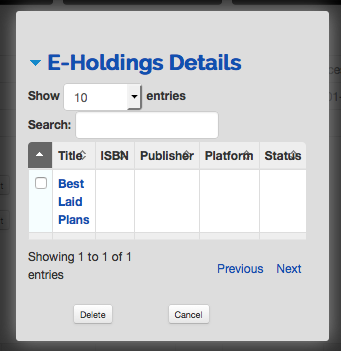 E-Holdings Details
Show 10 entries
Search:
Title ISBN Publisher Platform Status
Best
Laid
Plans
Showing 1 to 1 of 1
entries
Previous Next
Delete Cancel